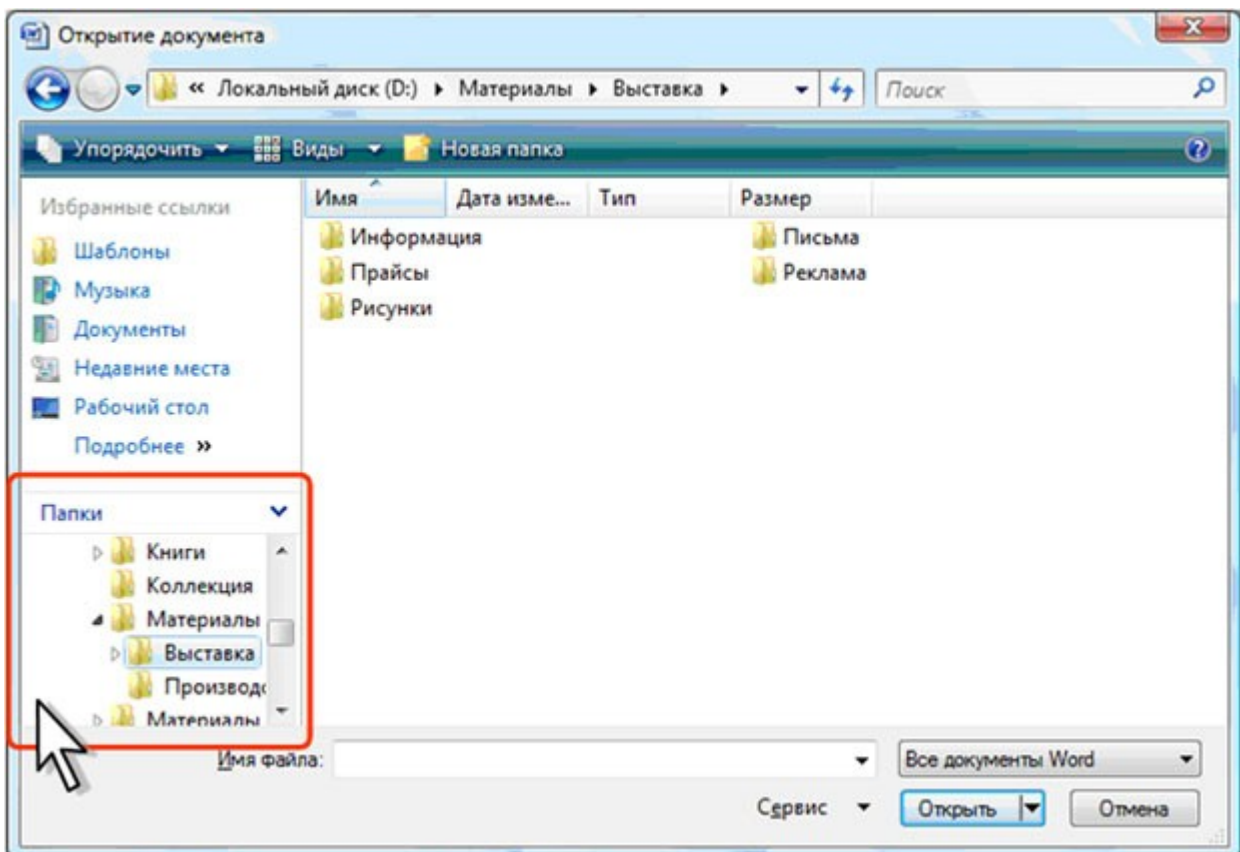 Открытие документа
« Локальный диск (D:) Материалы Выставка Поиск
Упорядочить Виды Новая папка
Избранные ссылки
Шаблоны
Музыка
Документы
Недавние места
Рабочий стол
Подробнее »
Папки
Книги
Коллекция
Материалы
Выставка
Производс
Материалы
Имя Дата изме... Тип Размер
Информация Письма
Прайсы Реклама
Рисунки
Имя файла: Все документы Word
Сервис Открыть Отмена